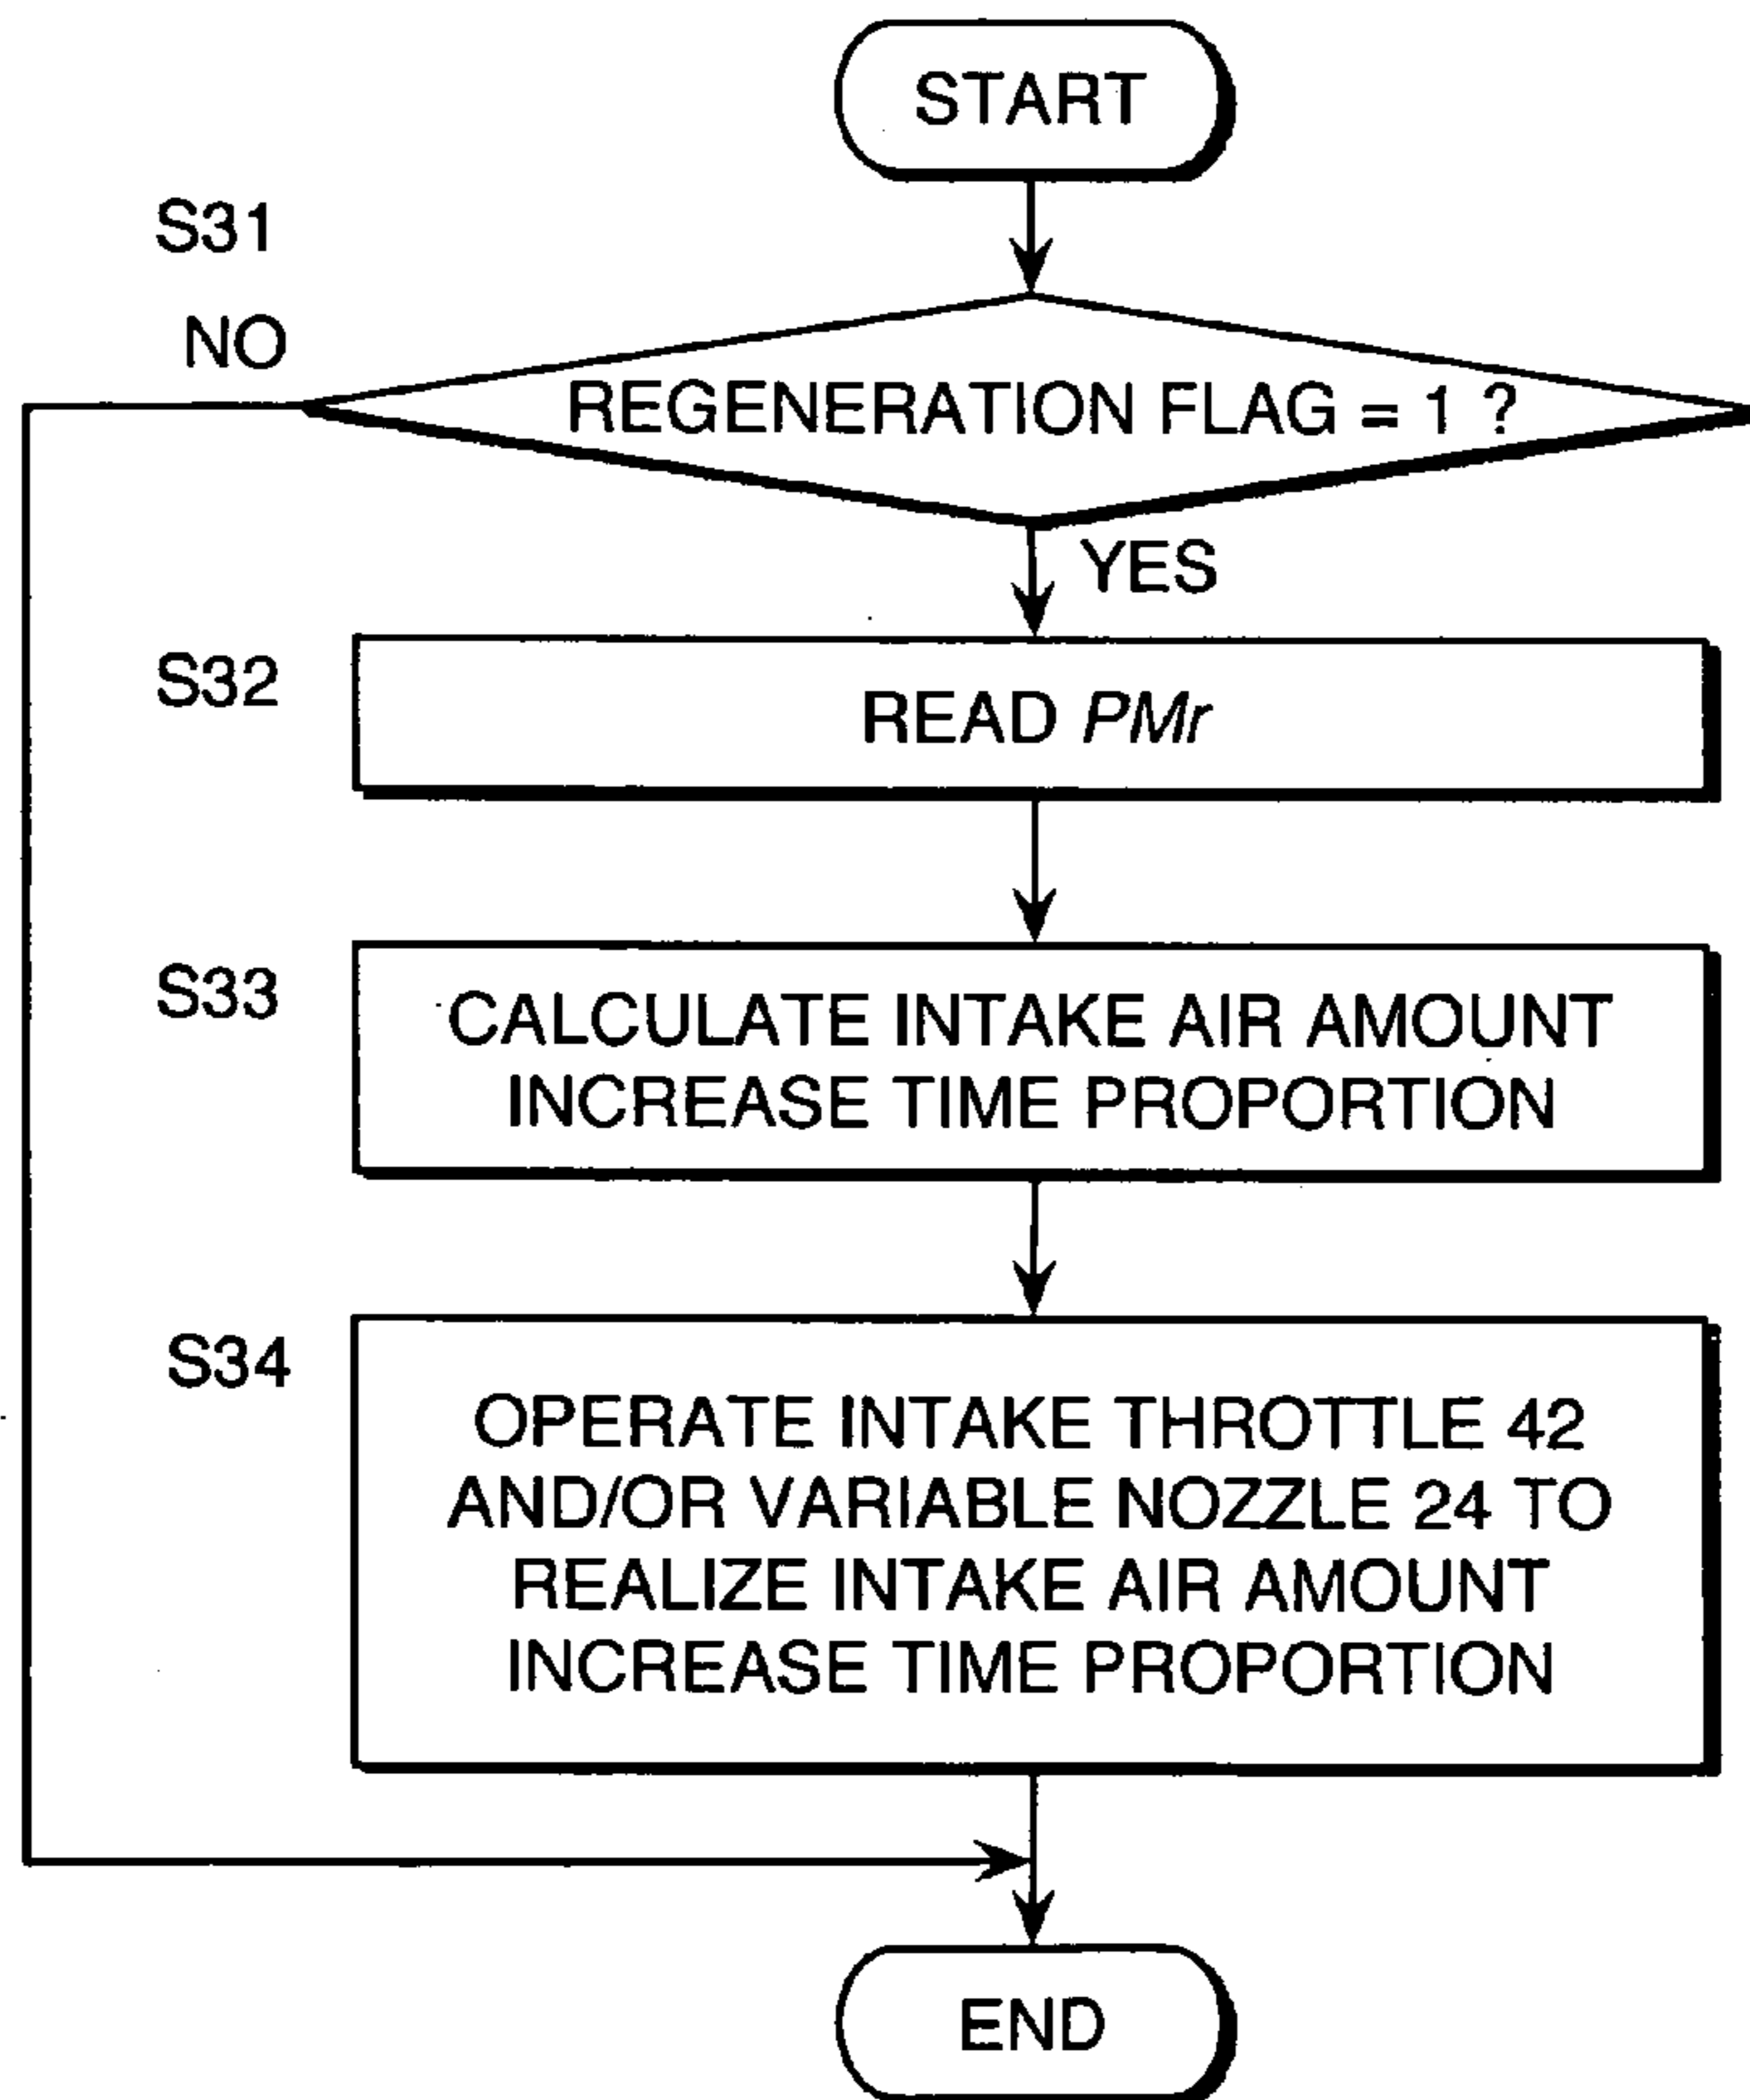 START
S31
NO
REGENERATION FLAG = 1 ?
YES
S32
READ PMr
S33
CALCULATE INTAKE AIR AMOUNT
INCREASE TIME PROPORTION
S34
OPERATE INTAKE THROTTLE 42
AND/OR VARIABLE NOZZLE 24 TO
REALIZE INTAKE AIR AMOUNT
INCREASE TIME PROPORTION
END